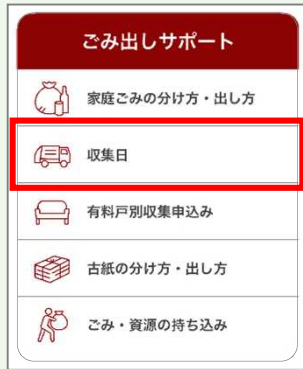 ごみ出しサポート
家庭ごみの分け方・出し方
収集日
有料戸別収集申込み
古紙の分け方・出し方
ごみ・資源の持ち込み